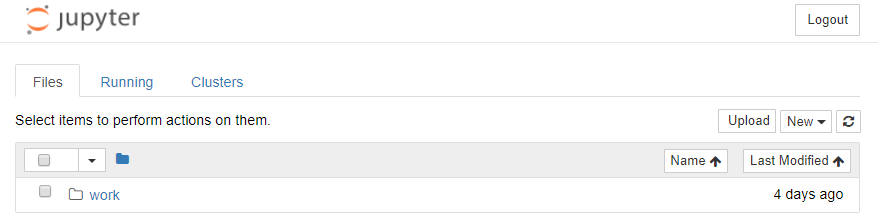 jupyter
Logout
Files Running Clusters
Select items to perform actions on them.
Upload New
Name Last Modified
work 4 days ago